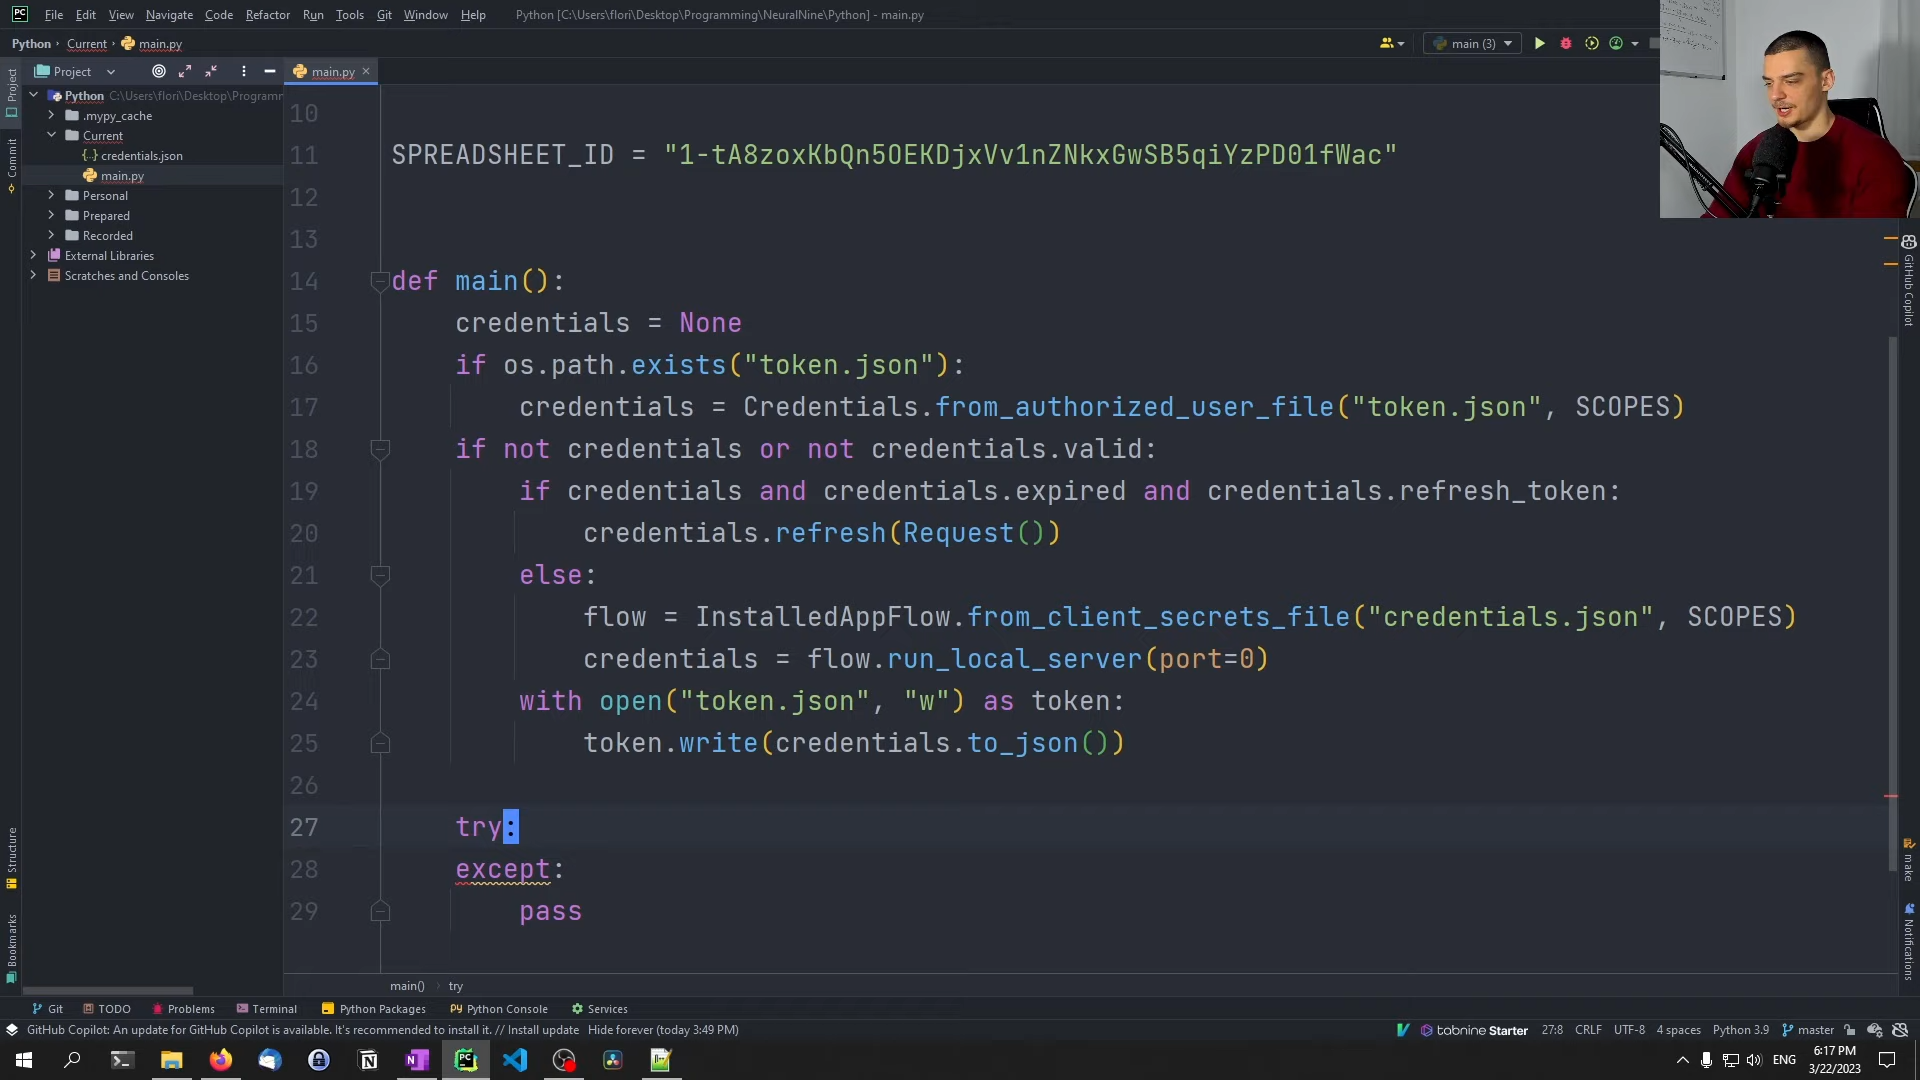 File Edit View Navigate Code Refactor Run Tools Git Window Help Python [C:\Users\flori\Desktop\Programming\NeuralNine\Python] - main.py
Python Current main.py main (3)
Project main.py
Project
Commit
Structure
Bookmarks
Python C:\Users\flori\Desktop\Programm
.mypy_cache
Current
credentials.json
main.py
Personal
Prepared
Recorded
External Libraries
Scratches and Consoles
10
11 SPREADSHEET_ID = "1-tA8zoxKbQn5OEKDjxVv1nZNkxGwSB5qiYzPD01fWac"
12
13
14 def main():
15 credentials = None
16 if os.path.exists("token.json"):
17 credentials = Credentials.from_authorized_user_file("token.json", SCOPES)
18 if not credentials or not credentials.valid:
19 if credentials and credentials.expired and credentials.refresh_token:
20 credentials.refresh(Request())
21 else:
22 flow = InstalledAppFlow.from_client_secrets_file("credentials.json", SCOPES)
23 credentials = flow.run_local_server(port=0)
24 with open("token.json", "w") as token:
25 token.write(credentials.to_json())
26
27 try:
28 except:
29 pass
GitHub Copilot
make
Notifications
main() try
Git TODO Problems Terminal Python Packages Python Console Services
GitHub Copilot: An update for GitHub Copilot is available. It's recommended to install it. // Install update Hide forever (today 3:49 PM) tabnine Starter 27:8 CRLF UTF-8 4 spaces Python 3.9 master
ENG 6:17 PM
3/22/2023